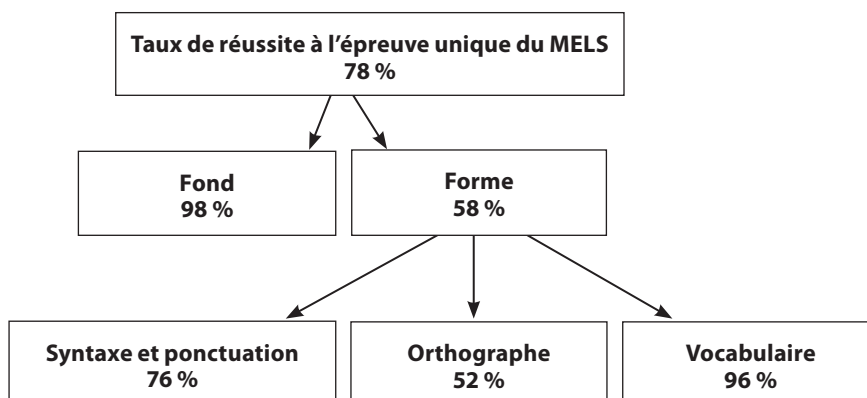 Taux de réussite à l'épreuve unique du MELS
78 %
Fond
98 %
Forme
58 %
Syntaxe et ponctuation
76 %
Orthographe
52 %
Vocabulaire
96 %